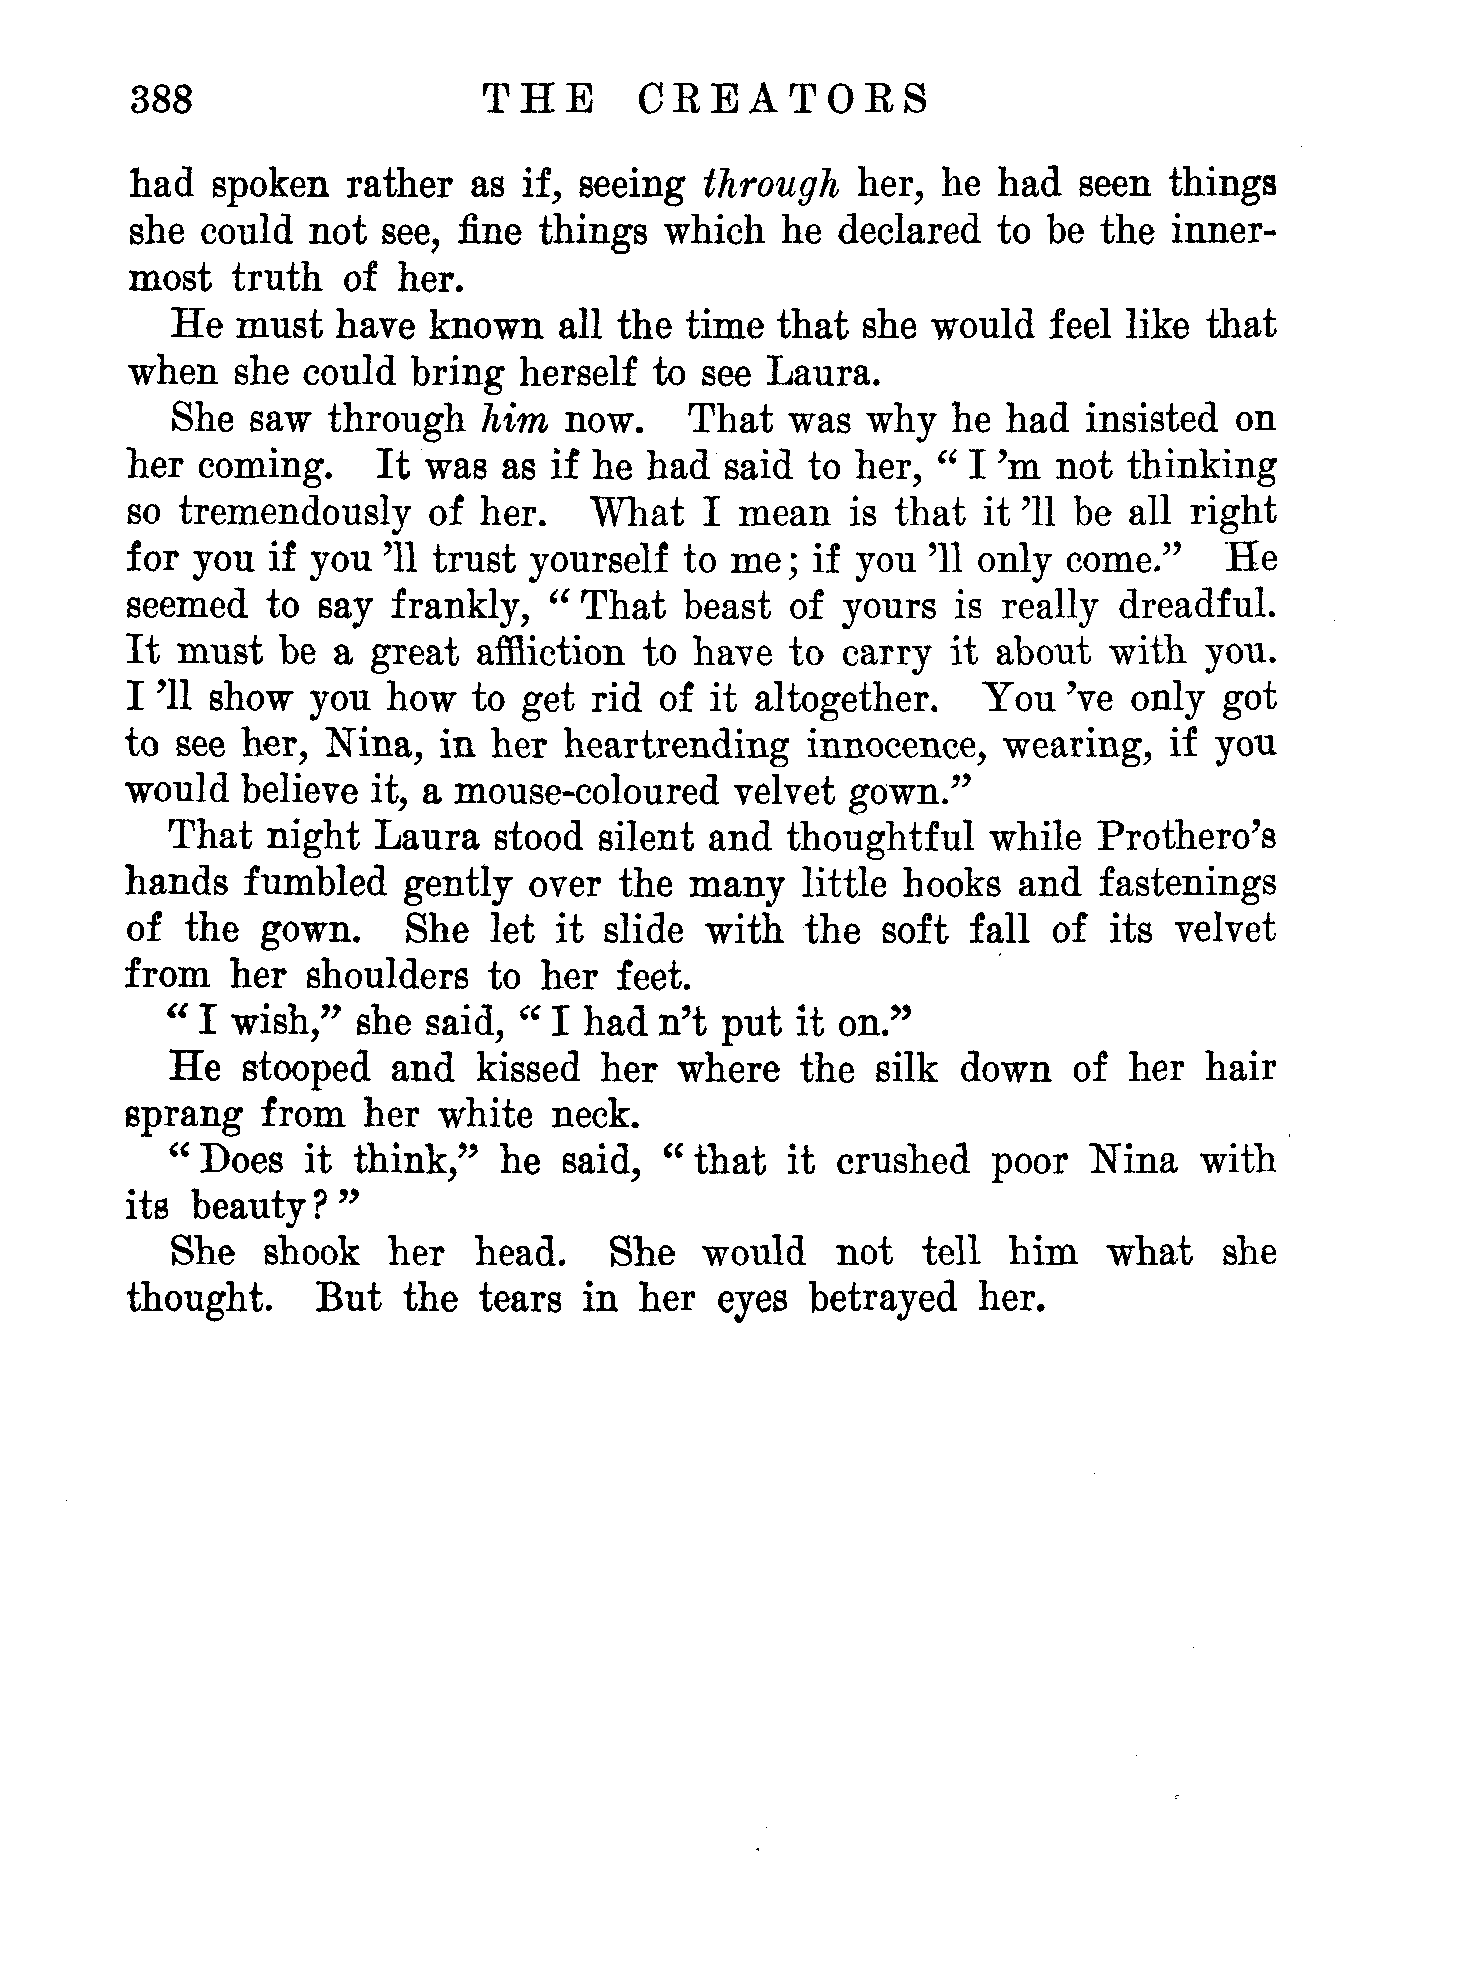 388 THE CREATORS
had spoken rather as if, seeing through her, he had seen things
she could not see, fine things which he declared to be the inner-
most truth of her.
He must have known all the time that she would feel like that
when she could bring herself to see Laura.
She saw through him now. That was why he had insisted on
her coming. It was as if he had said to her, “ I 'm not thinking
so tremendously of her. What I mean is that it 'll be all right
for you if you 'll trust yourself to me; if you 'll only come.” He
seemed to say frankly, “ That beast of yours is really dreadful.
It must be a great affliction to have to carry it about with you.
I 'll show you how to get rid of it altogether. You 've only got
to see her, Nina, in her heartrending innocence, wearing, if you
would believe it, a mouse-coloured velvet gown.”
That night Laura stood silent and thoughtful while Prothero's
hands fumbled gently over the many little hooks and fastenings
of the gown. She let it slide with the soft fall of its velvet
from her shoulders to her feet.
“ I wish,” she said, “ I had n't put it on.”
He stooped and kissed her where the silk down of her hair
sprang from her white neck.
“ Does it think,” he said, “ that it crushed poor Nina with
its beauty? ”
She shook her head. She would not tell him what she
thought. But the tears in her eyes betrayed her.